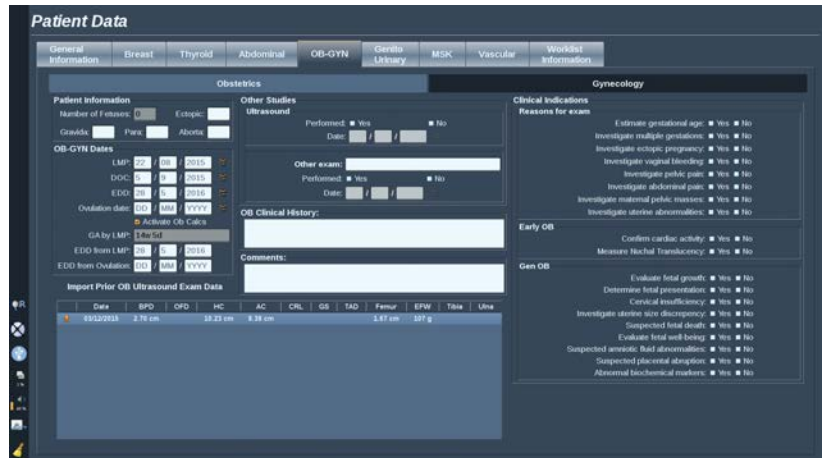 Patient Data
General Information
Breast
Thyroid
Abdominal
OB-GYN
Genito Urinary
MSK
Vascular
Worklist Information
Obstetrics
Gynecology
Patient Information
Number of Fetuses: 0 Ectopic:
Gravida: Para: Aborta:
OB-GYN Dates
LMP: 22 / 08 / 2015
DOC: 5 / 9 / 2015
EDD: 28 / 5 / 2016
Ovulation date: DD / MM / YYYY
Activate Ob Calcs
GA by LMP: 14w5d
EDD from LMP: 28 / 5 / 2016
EDD from Ovulation: DD / MM / YYYY
Import Prior OB Ultrasound Exam Data
Other Studies
Ultrasound
Performed: Yes No
Date: / /
Other exam:
Performed: Yes No
Date: / /
OB Clinical History:
Comments:
Clinical Indications
Reasons for exam
Estimate gestational age: Yes No
Investigate multiple gestations: Yes No
Investigate ectopic pregnancy: Yes No
Investigate vaginal bleeding: Yes No
Investigate pelvic pain: Yes No
Investigate abdominal pain: Yes No
Investigate maternal pelvic masses: Yes No
Investigate uterine abnormalities: Yes No
Early OB
Confirm cardiac activity: Yes No
Measure Nuchal Translucency: Yes No
Gen OB
Evaluate fetal growth: Yes No
Determine fetal presentation: Yes No
Cervical insufficiency: Yes No
Investigate uterine size discrepency: Yes No
Suspected fetal death: Yes No
Evaluate fetal well-being: Yes No
Suspected amniotic fluid abnormalities: Yes No
Suspected placental abruption: Yes No
Abnormal biochemical markers: Yes No
Date BPD OFD HC AC CRL GS TAD Femur EFW Tibia Ulna
03/12/2015 2.70 cm 10.23 cm 8.38 cm 1.67 cm 107 g